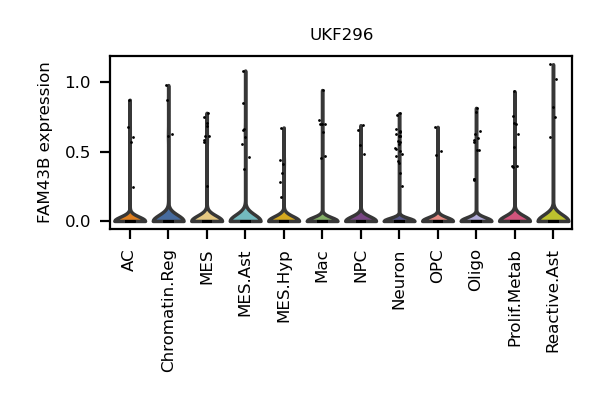 UKF296
FAM43B expression
1.0
0.5
0.0
AC
Chromatin.Reg
MES
MES.Ast
MES.Hyp
Mac
NPC
Neuron
OPC
Oligo
Prolif.Metab
Reactive.Ast